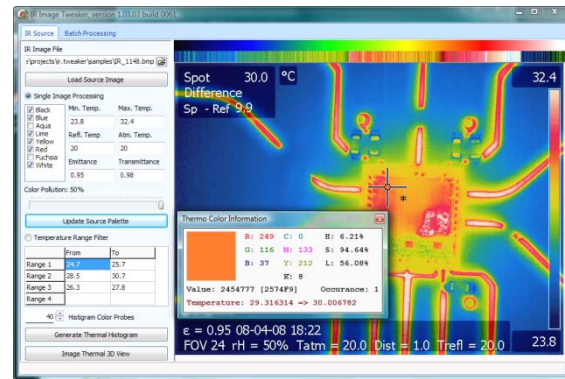 IR Image Tweaker, version 1.03.03 build 0061
IR Source Batch Processing
IR Image File
:\projects\ir.tweaker\samples\IR_1148.bmp
Load Source Image
Single Image Processing
Black
Blue
Aqua
Lime
Yellow
Red
Fuchsia
White
Min. Temp. Max. Temp.
23.8 32.4
Refl. Temp Atm. Temp.
20 20
Emittance Transmittance
0.95 0.98
Color Pollution: 50%
Update Source Palette
Temperature Range Filter
From To
Range 1 24.7 25.7
Range 2 28.5 30.7
Range 3 26.3 27.8
Range 4
40 Histigram Color Probes
Generate Thermal Histogram
Image Thermal 3D View
Spot 30.0 °C 32.4
Difference
Sp - Ref 9.9
Thermo Color Information
R: 249 C: 0 H: 6.21%
G: 116 M: 133 S: 94.64%
B: 37 Y: 212 L: 56.08%
K: 8
Value: 2454777 [2574F9] Occurance: 1
Temperature: 29.316314 => 30.006782
ε = 0.95 08-04-08 18:22
FOV 24 rH = 50% Tatm = 20.0 Dist = 1.0 Trefl = 20.0 23.8